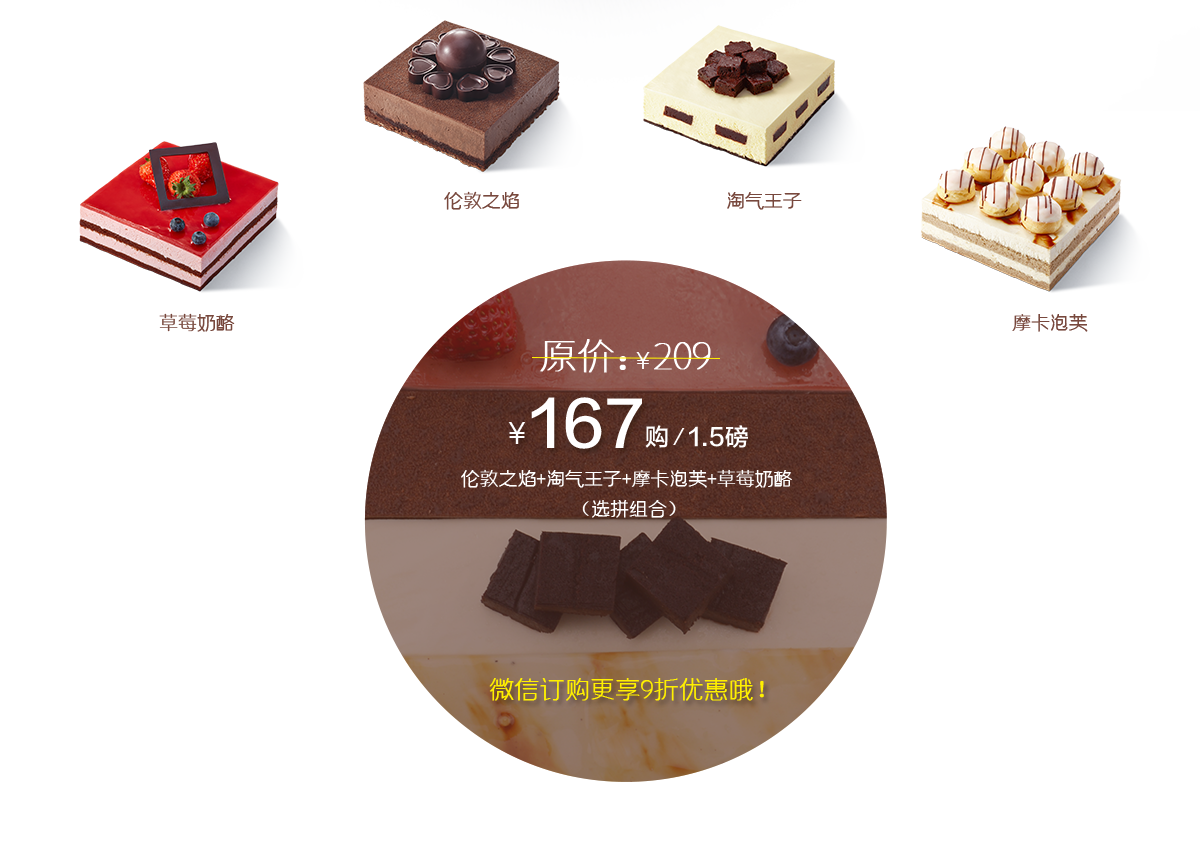 伦敦之焰
淘气王子
草莓奶酪
摩卡泡芙
原价:¥209
¥167购/1.5磅
伦敦之焰+淘气王子+摩卡泡芙+草莓奶酪
（选拼组合）
微信订购更享9折优惠哦!